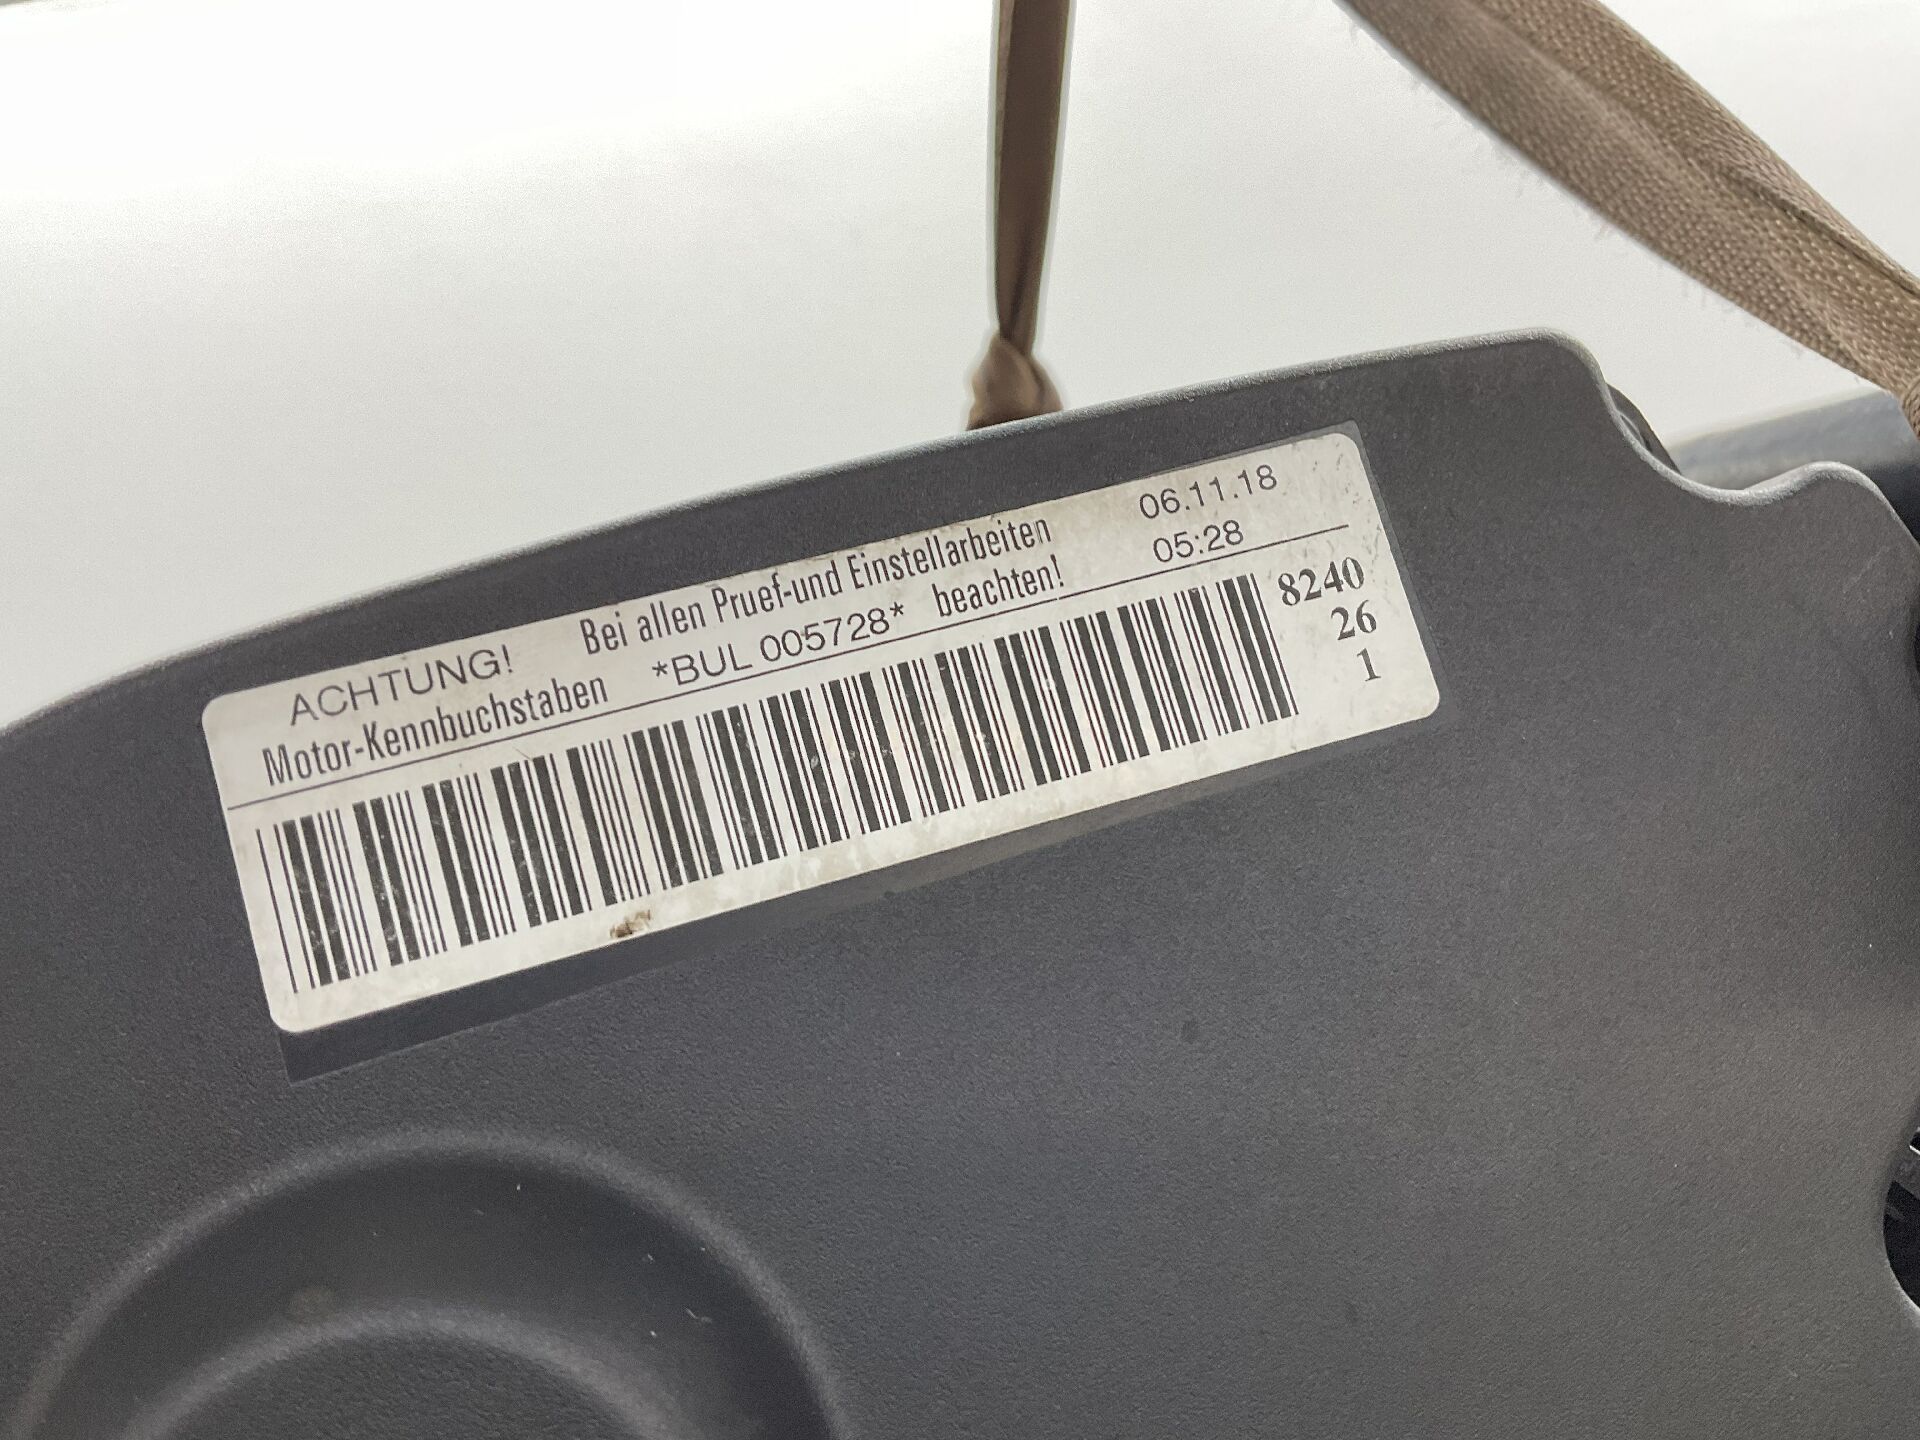 ACHTUNG! Bei allen Pruef-und Einstellarbeiten 06.11.18
Motor-Kennbuchstaben *BUL 005728* beachten! 05:28
8240
26
1